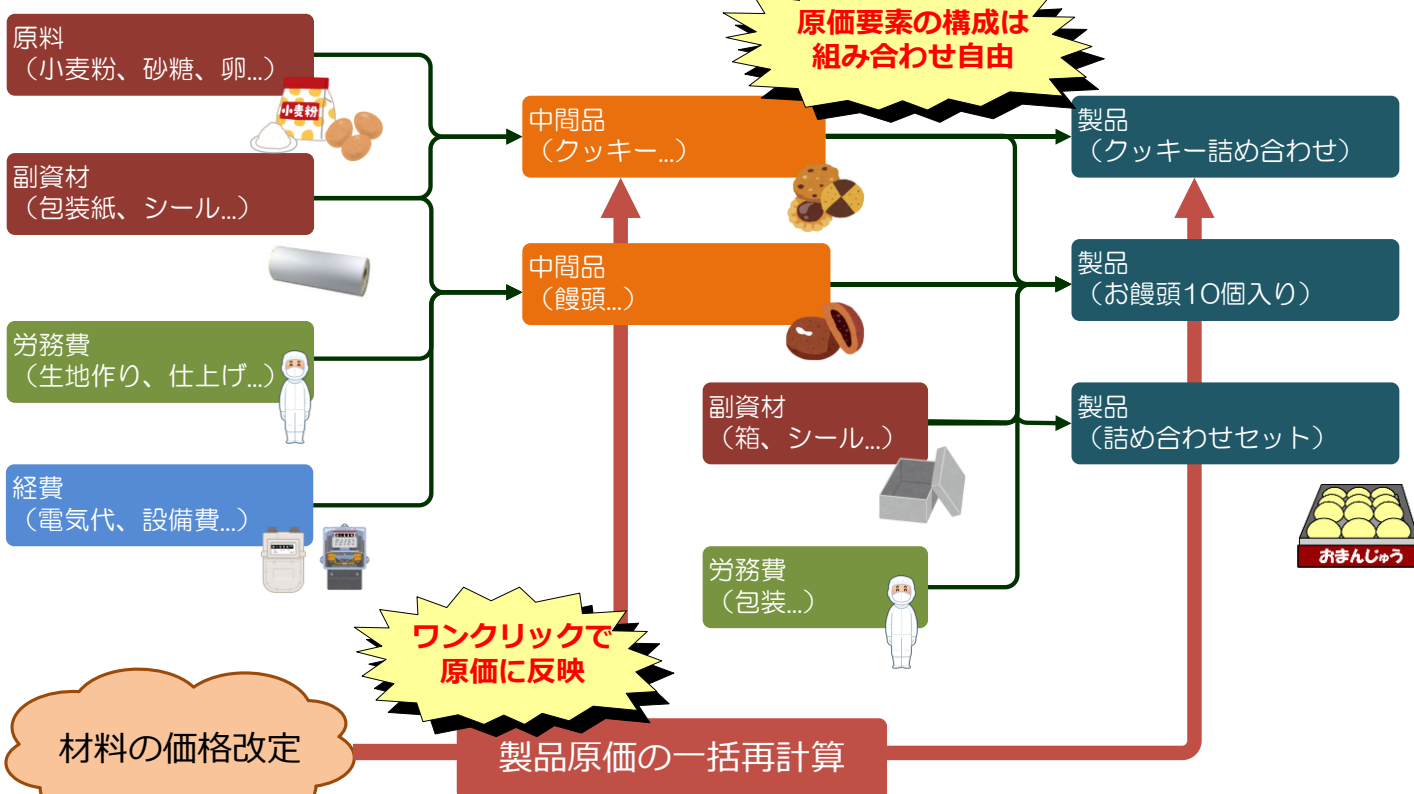 原価要素の構成は
組み合わせ自由
原料
（小麦粉、砂糖、卵...）
小麦粉
中間品
（クッキー...）
製品
（クッキー詰め合わせ）
副資材
（包装紙、シール...）
中間品
（饅頭...）
製品
（お饅頭10個入り）
労務費
（生地作り、仕上げ...）
副資材
（箱、シール...）
製品
（詰め合わせセット）
経費
（電気代、設備費...）
おまんじゅう
労務費
（包装...）
ワンクリックで
原価に反映
材料の価格改定
製品原価の一括再計算